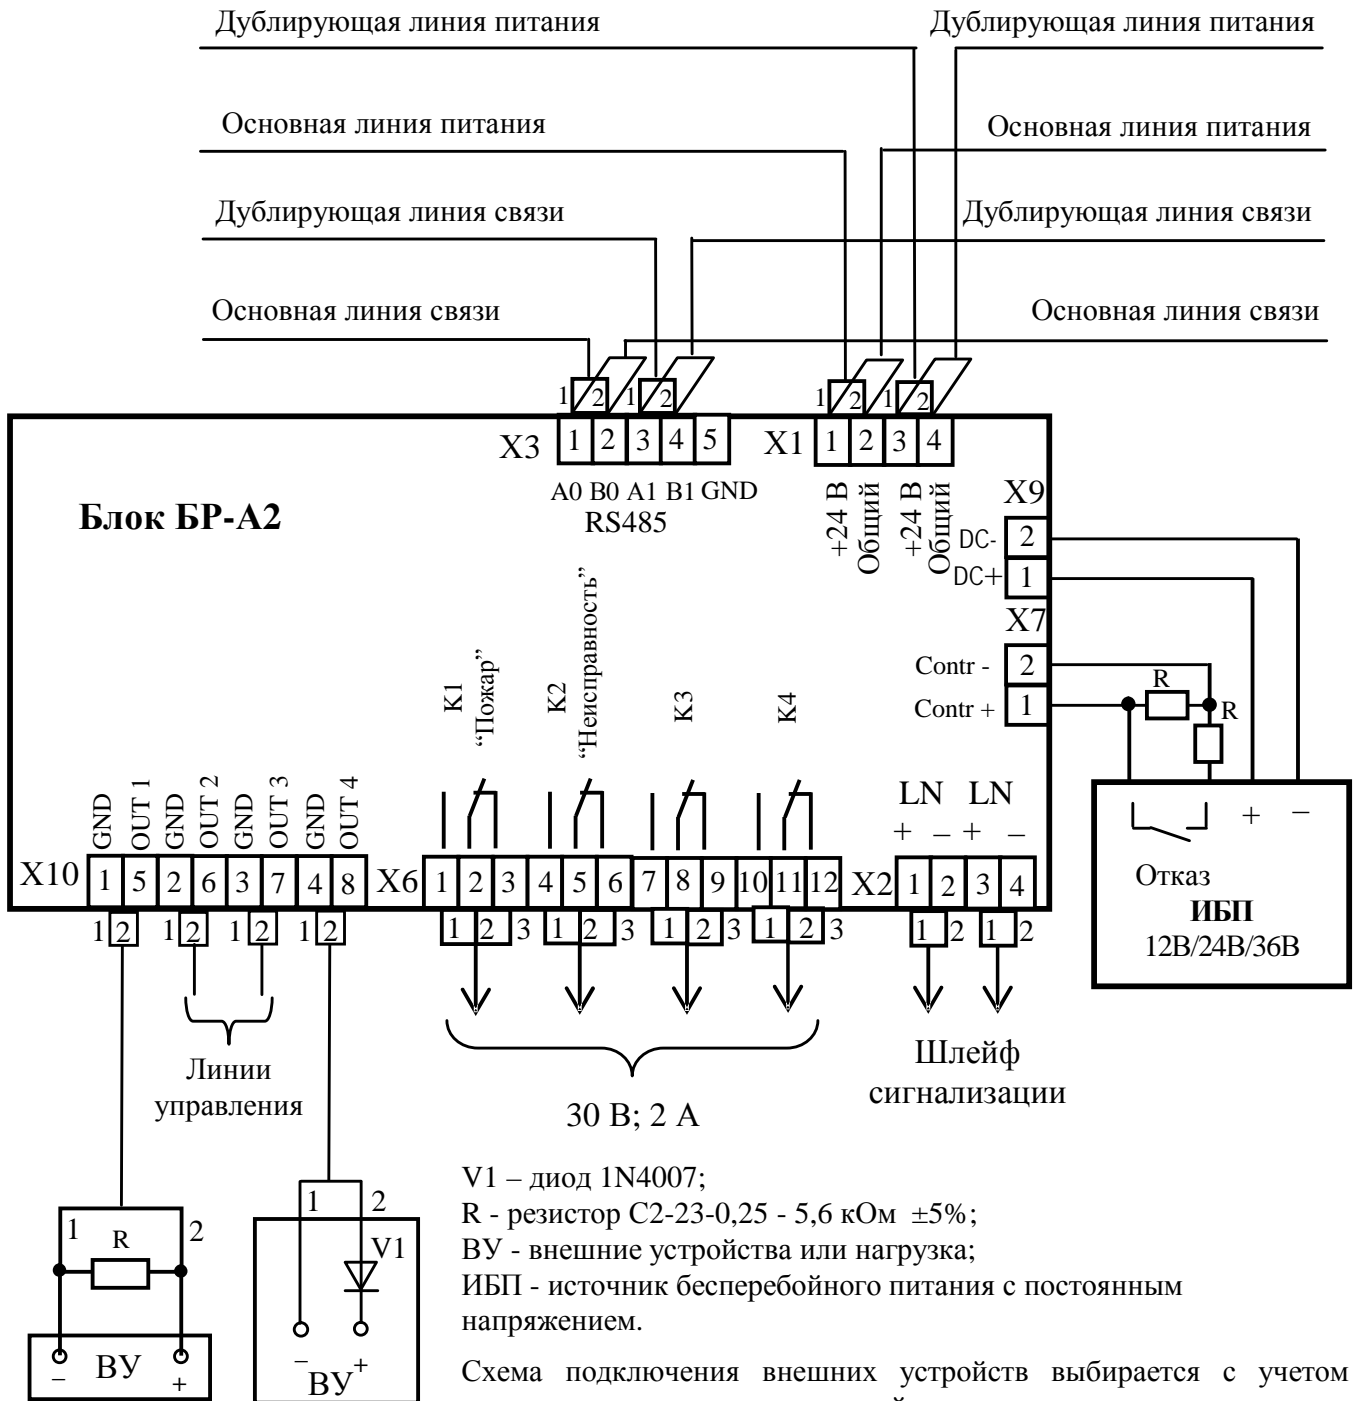 Дублирующая линия питания
Дублирующая линия питания
Основная линия питания
Основная линия питания
Дублирующая линия связи
Дублирующая линия связи
Основная линия связи
Основная линия связи
1 2 1 2
1 2 1 2
X3 1 2 3 4 5
X1 1 2 3 4
A0 B0 A1 B1 GND
RS485
+24 В
Общий
+24 В
Общий
Блок БР-А2
X9
DC- 2
DC+ 1
X7
Contr - 2
Contr + 1
R
R
K1
“Пожар”
K2
“Неисправность”
K3
K4
GND
OUT 1
GND
OUT 2
GND
OUT 3
GND
OUT 4
LN LN
+ – + –
+ –
Отказ
ИБП
12В/24В/36В
X10 1 5 2 6 3 7 4 8
X6 1 2 3 4 5 6 7 8 9 10 11 12
X2 1 2 3 4
1 2 1 2 1 2 1 2
1 2 3 1 2 3 1 2 3 1 2 3
1 2 1 2
Линии
управления
30 В; 2 А
Шлейф
сигнализации
V1 – диод 1N4007;
R - резистор С2-23-0,25 - 5,6 кОм ±5%;
ВУ - внешние устройства или нагрузка;
ИБП - источник бесперебойного питания с постоянным
напряжением.
Схема подключения внешних устройств выбирается с учетом
1 R 2
– ВУ +
1 2
V1
– +
ВУ